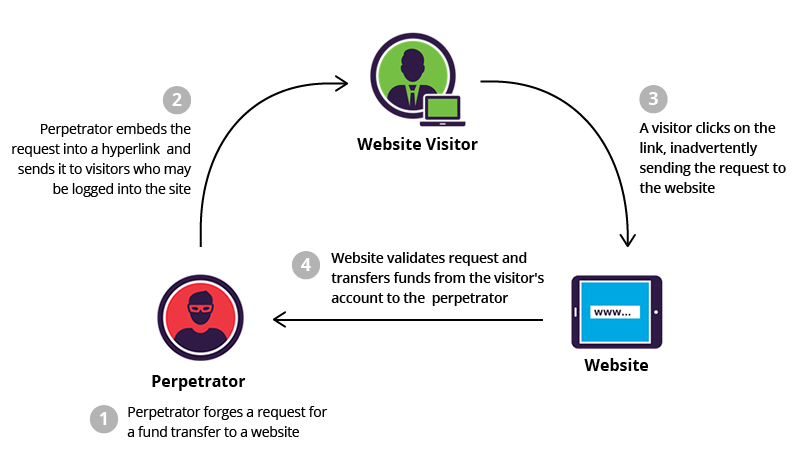 1
Perpetrator forges a request for
a fund transfer to a website
Perpetrator
2
Perpetrator embeds the
request into a hyperlink and
sends it to visitors who may
be logged into the site
Website Visitor
3
A visitor clicks on the
link, inadvertently
sending the request to
the website
www...
Website
4
Website validates request and
transfers funds from the visitor's
account to the perpetrator